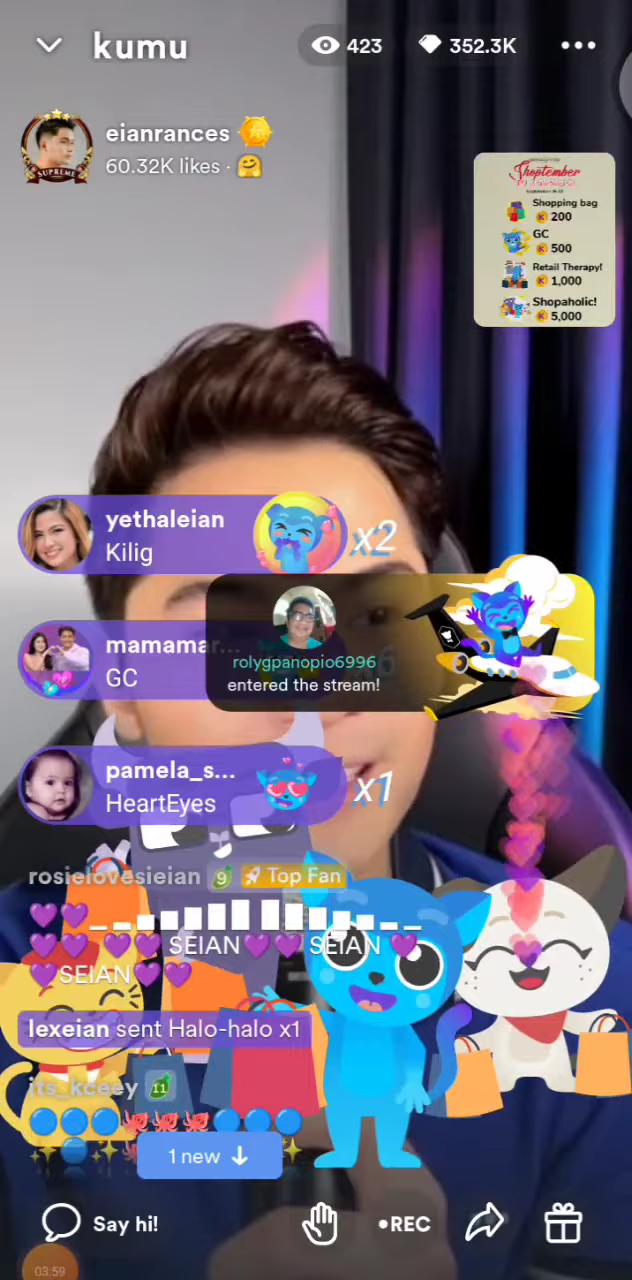 kumu
423
352.3K
eianrances
60.32K likes ·
SUPREME
Shoptember
Shopping bag
200
GC
500
Retail Therapy!
1,000
Shopaholic!
5,000
yethaleian
Kilig
x2
rolygpanopio6996
entered the stream!
mamamar...
GC
pamela_s...
HeartEyes
x1
rosielovesieian 9 Top Fan
SEIAN SEIAN
SEIAN
lexeian sent Halo-halo x1
its_kceey 11
1 new
Say hi!
•REC
03:59